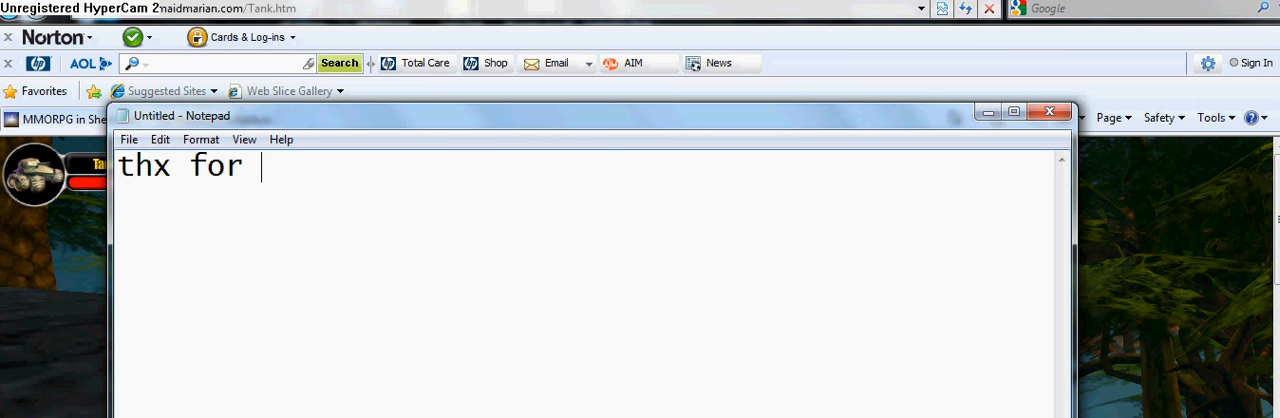 Unregistered HyperCam 2
naidmarian.com/Tank.htm
Google
Norton
Cards & Log-ins
hp
AOL
Search
Total Care
Shop
Email
AIM
News
Sign In
Favorites
Suggested Sites
Web Slice Gallery
MMORPG in She
Page
Safety
Tools
Untitled - Notepad
File Edit Format View Help
Ta
thx for